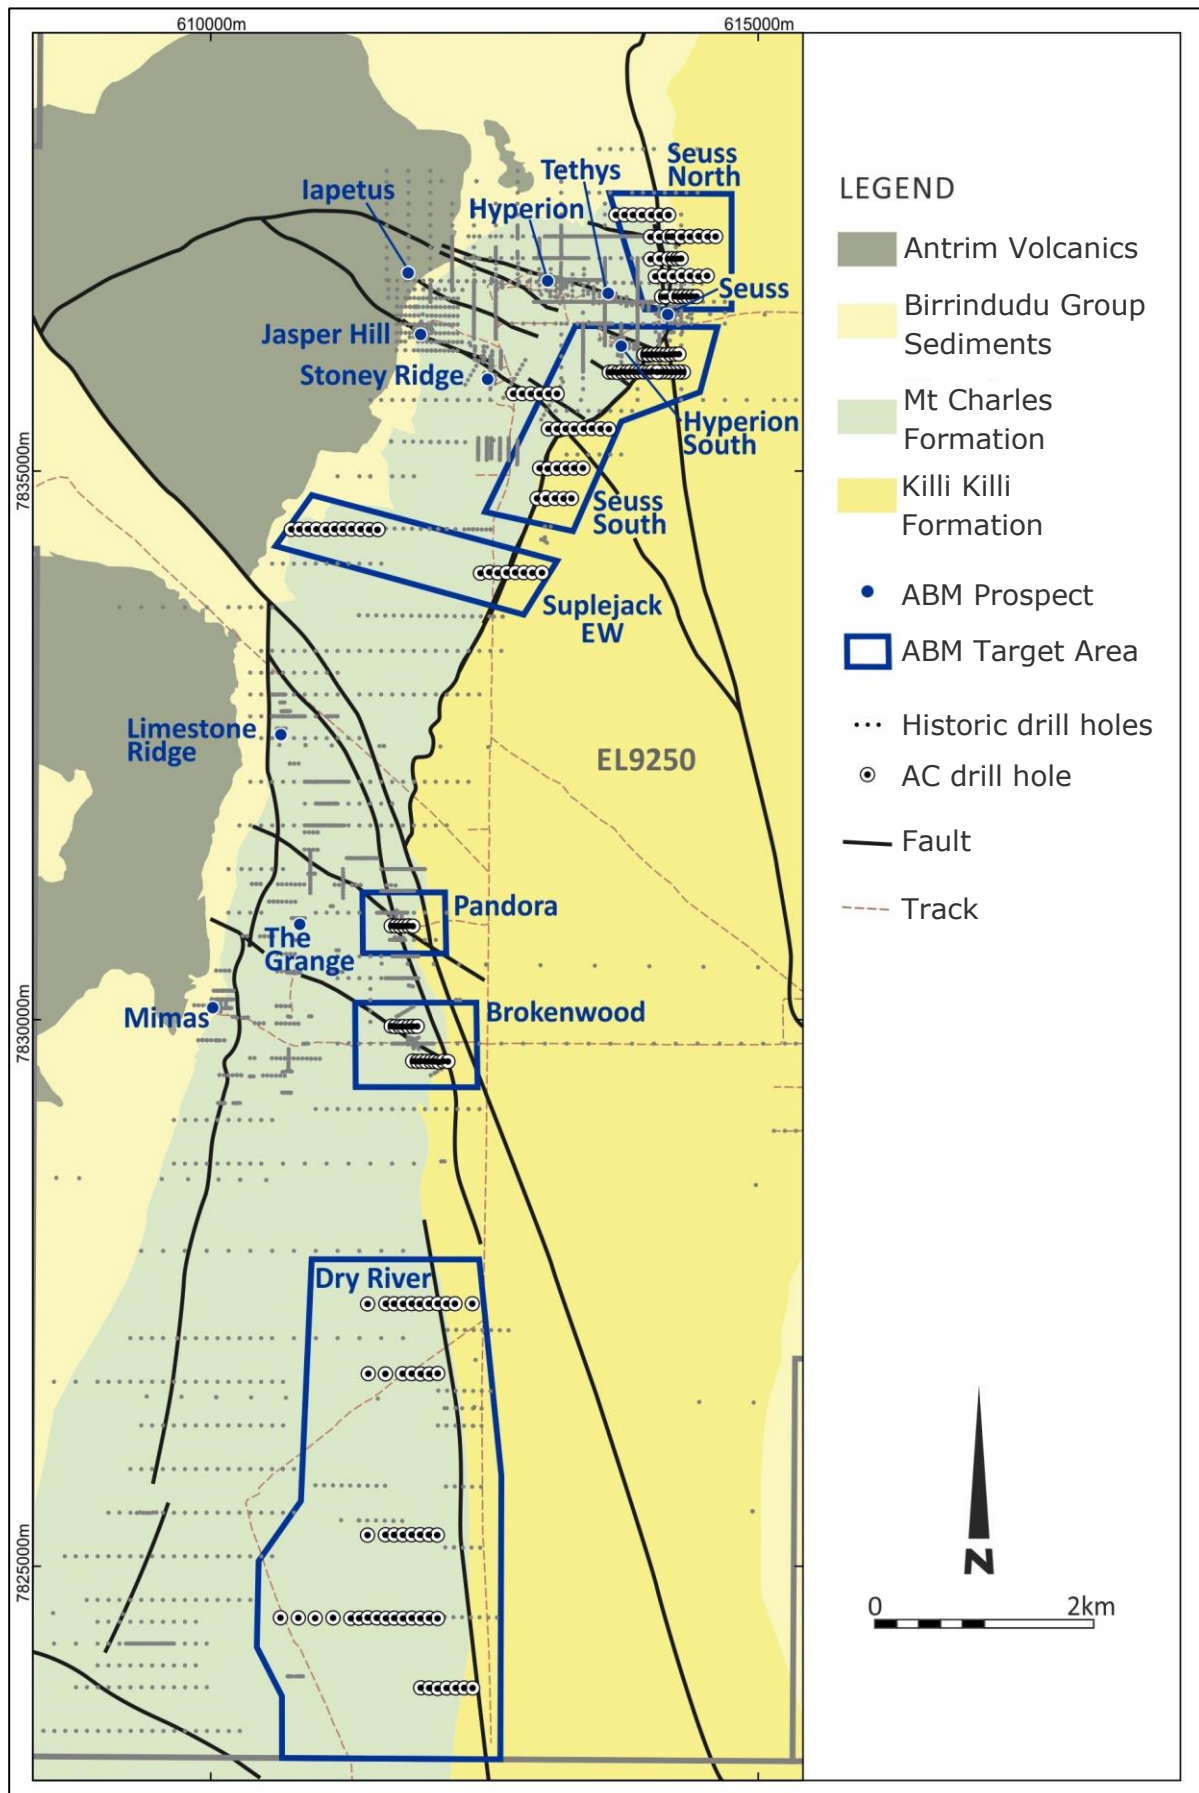 610000m
615000m
Seuss
North
Tethys
Iapetus
Hyperion
Seuss
Jasper Hill
Stoney Ridge
Hyperion
South
7835000m
Seuss
South
Suplejack
EW
Limestone
Ridge
EL9250
Pandora
The
Grange
Mimas
Brokenwood
7830000m
Dry River
7825000m
LEGEND
Antrim Volcanics
Birrindudu Group
Sediments
Mt Charles
Formation
Killi Killi
Formation
ABM Prospect
ABM Target Area
Historic drill holes
AC drill hole
Fault
Track
N
0 2km